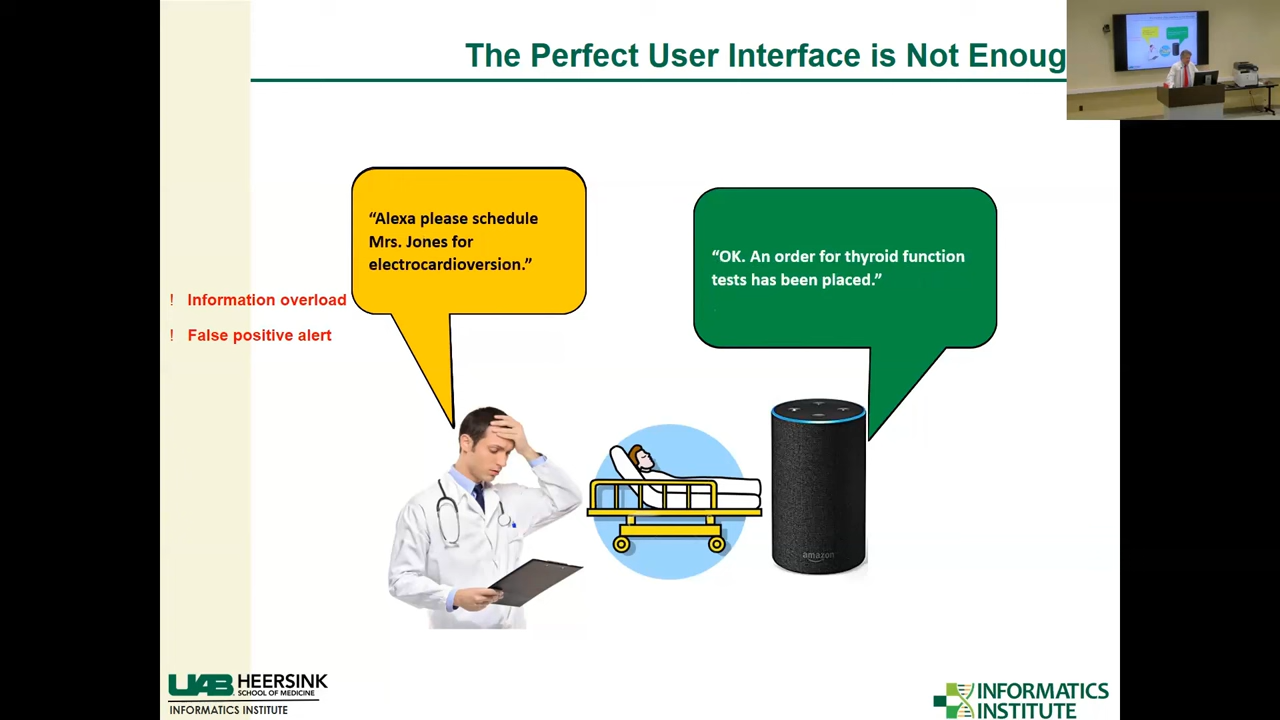 The Perfect User Interface is Not Enoug
“Alexa please schedule
Mrs. Jones for
electrocardioversion.”
“OK. An order for thyroid function
tests has been placed.”
! Information overload
! False positive alert
amazon
UAB HEERSINK
SCHOOL OF MEDICINE
INFORMATICS INSTITUTE
INFORMATICS
INSTITUTE